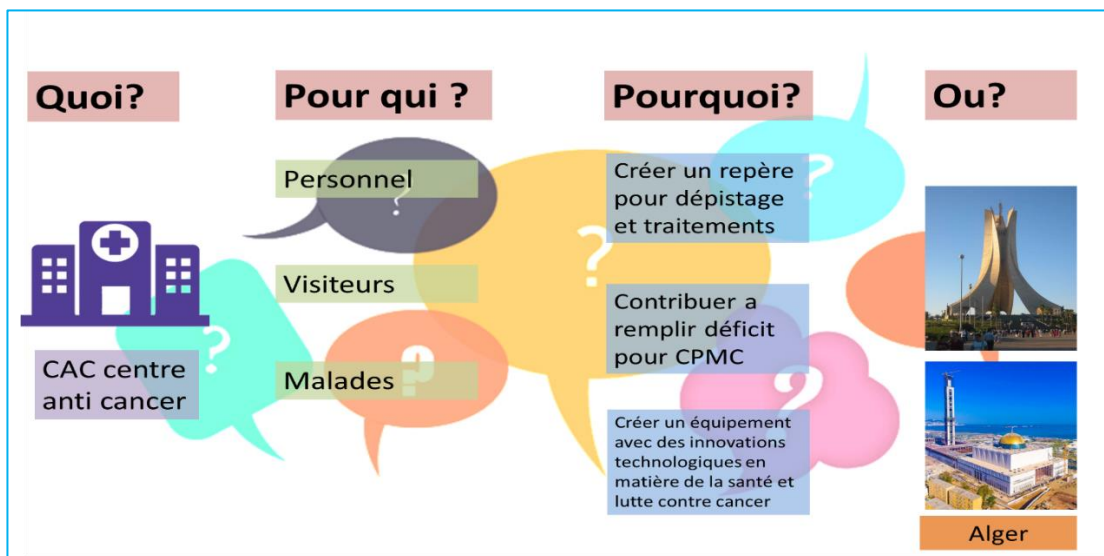 Quoi?
CAC centre
anti cancer
Pour qui ?
Personnel
Visiteurs
Malades
Pourquoi?
Créer un repère
pour dépistage
et traitements
Contribuer a
remplir déficit
pour CPMC
Créer un équipement
avec des innovations
technologiques en
matière de la santé et
lutte contre cancer
Ou?
Alger